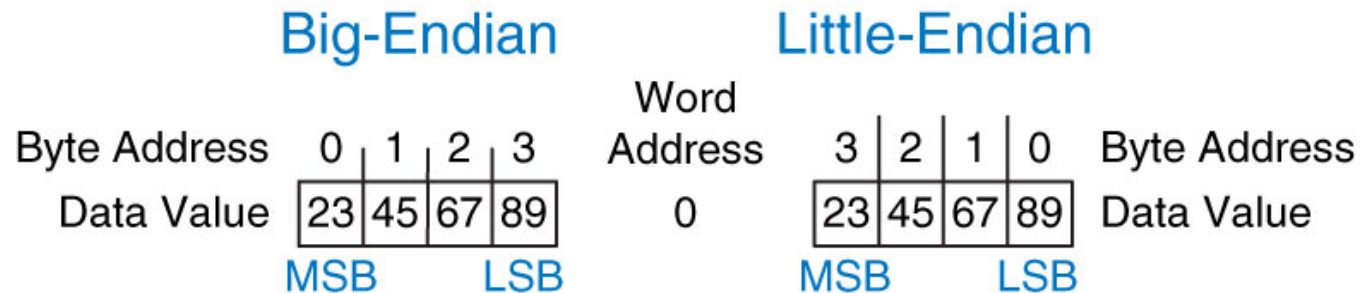 Big-Endian Little-Endian
Word
Byte Address 0 1 2 3 Address 3 2 1 0 Byte Address
Data Value 23 45 67 89 0 23 45 67 89 Data Value
MSB LSB MSB LSB